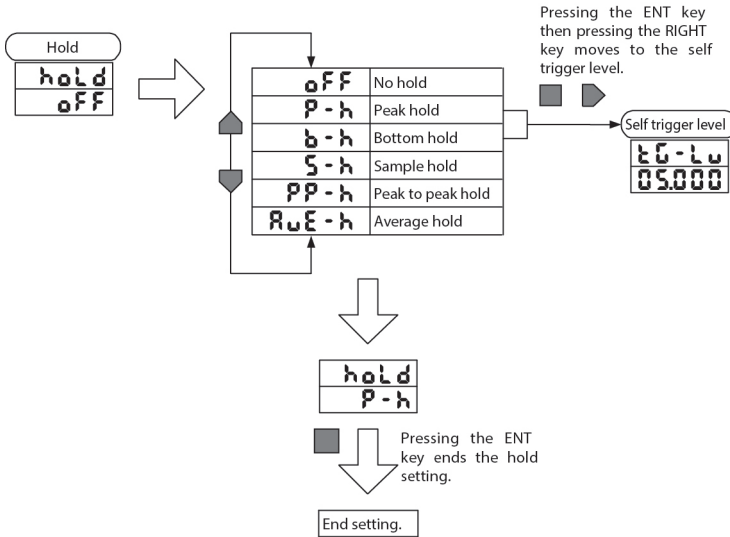 Pressing the ENT key
then pressing the RIGHT
key moves to the self
trigger level.
Hold
hoLd
oFF
oFF No hold
P-h Peak hold
b-h Bottom hold
S-h Sample hold
PP-h Peak to peak hold
AvE-h Average hold
Self trigger level
tG-Lv
05.000
hoLd
P-h
Pressing the ENT
key ends the hold
setting.
End setting.